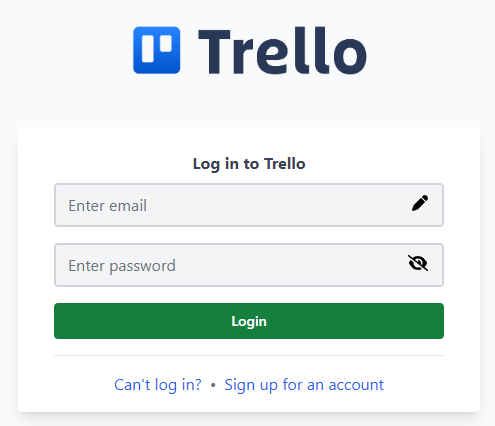 Trello
Log in to Trello
Enter email
Enter password
Login
Can't log in? • Sign up for an account